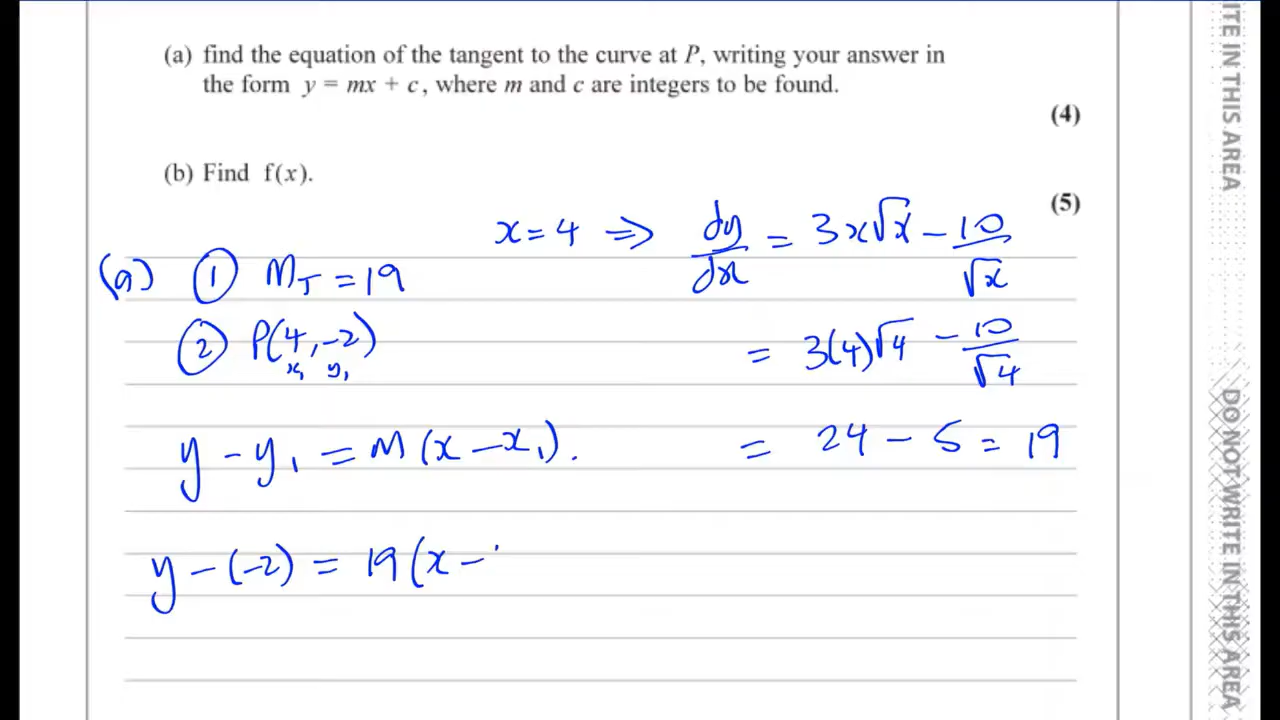 (a) find the equation of the tangent to the curve at P, writing your answer in
the form y = mx + c, where m and c are integers to be found.
(4)
(b) Find f(x).
(5)
x = 4 ⇒ dy/dx = 3x√x − 10/√x
(a) ① M_T = 19
② P(4, −2)
x₁ y₁
= 3(4)√4 − 10/√4
y − y₁ = m(x − x₁).
= 24 − 5 = 19
y − (−2) = 19(x −
ITE IN THIS AREA
DO NOT WRITE IN THIS AREA